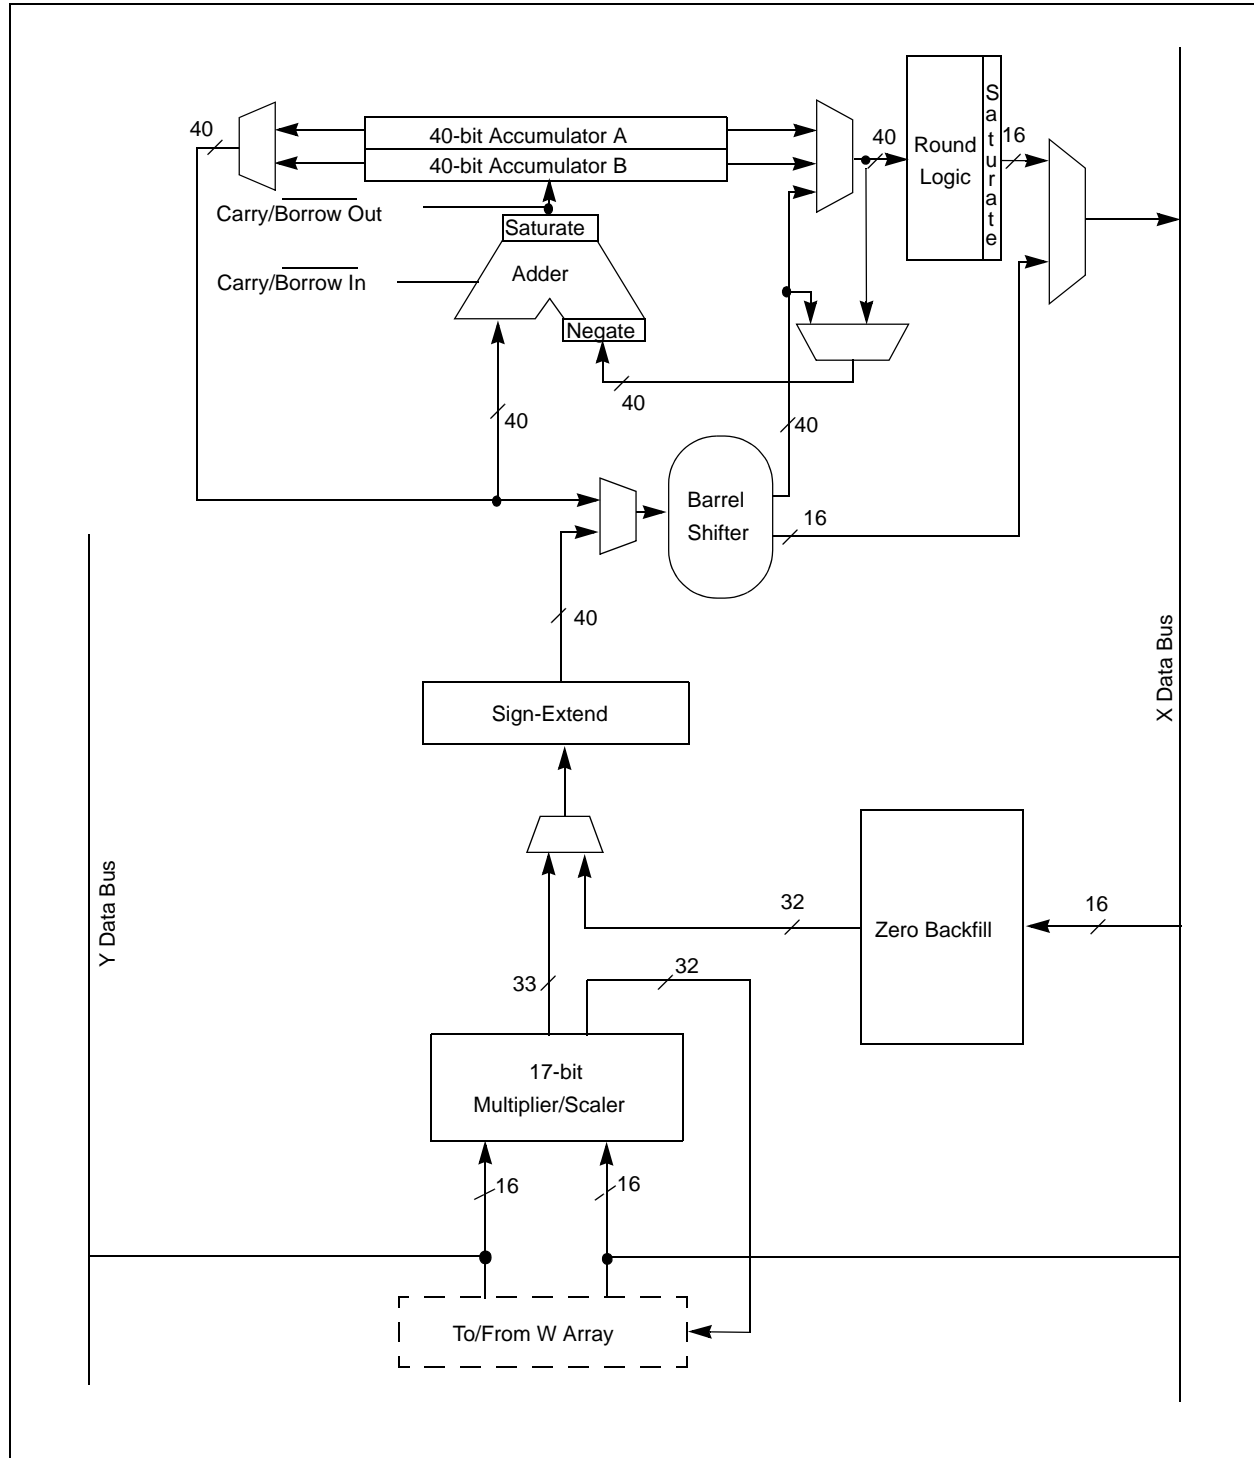 40
40-bit Accumulator A
40-bit Accumulator B
Carry/Borrow Out
Saturate
Carry/Borrow In
Adder
Negate
40
Round
Logic
Saturate
16
40
40
40
Barrel
Shifter
16
40
Sign-Extend
X Data Bus
Y Data Bus
32
Zero Backfill
16
33
32
17-bit
Multiplier/Scaler
16
16
To/From W Array